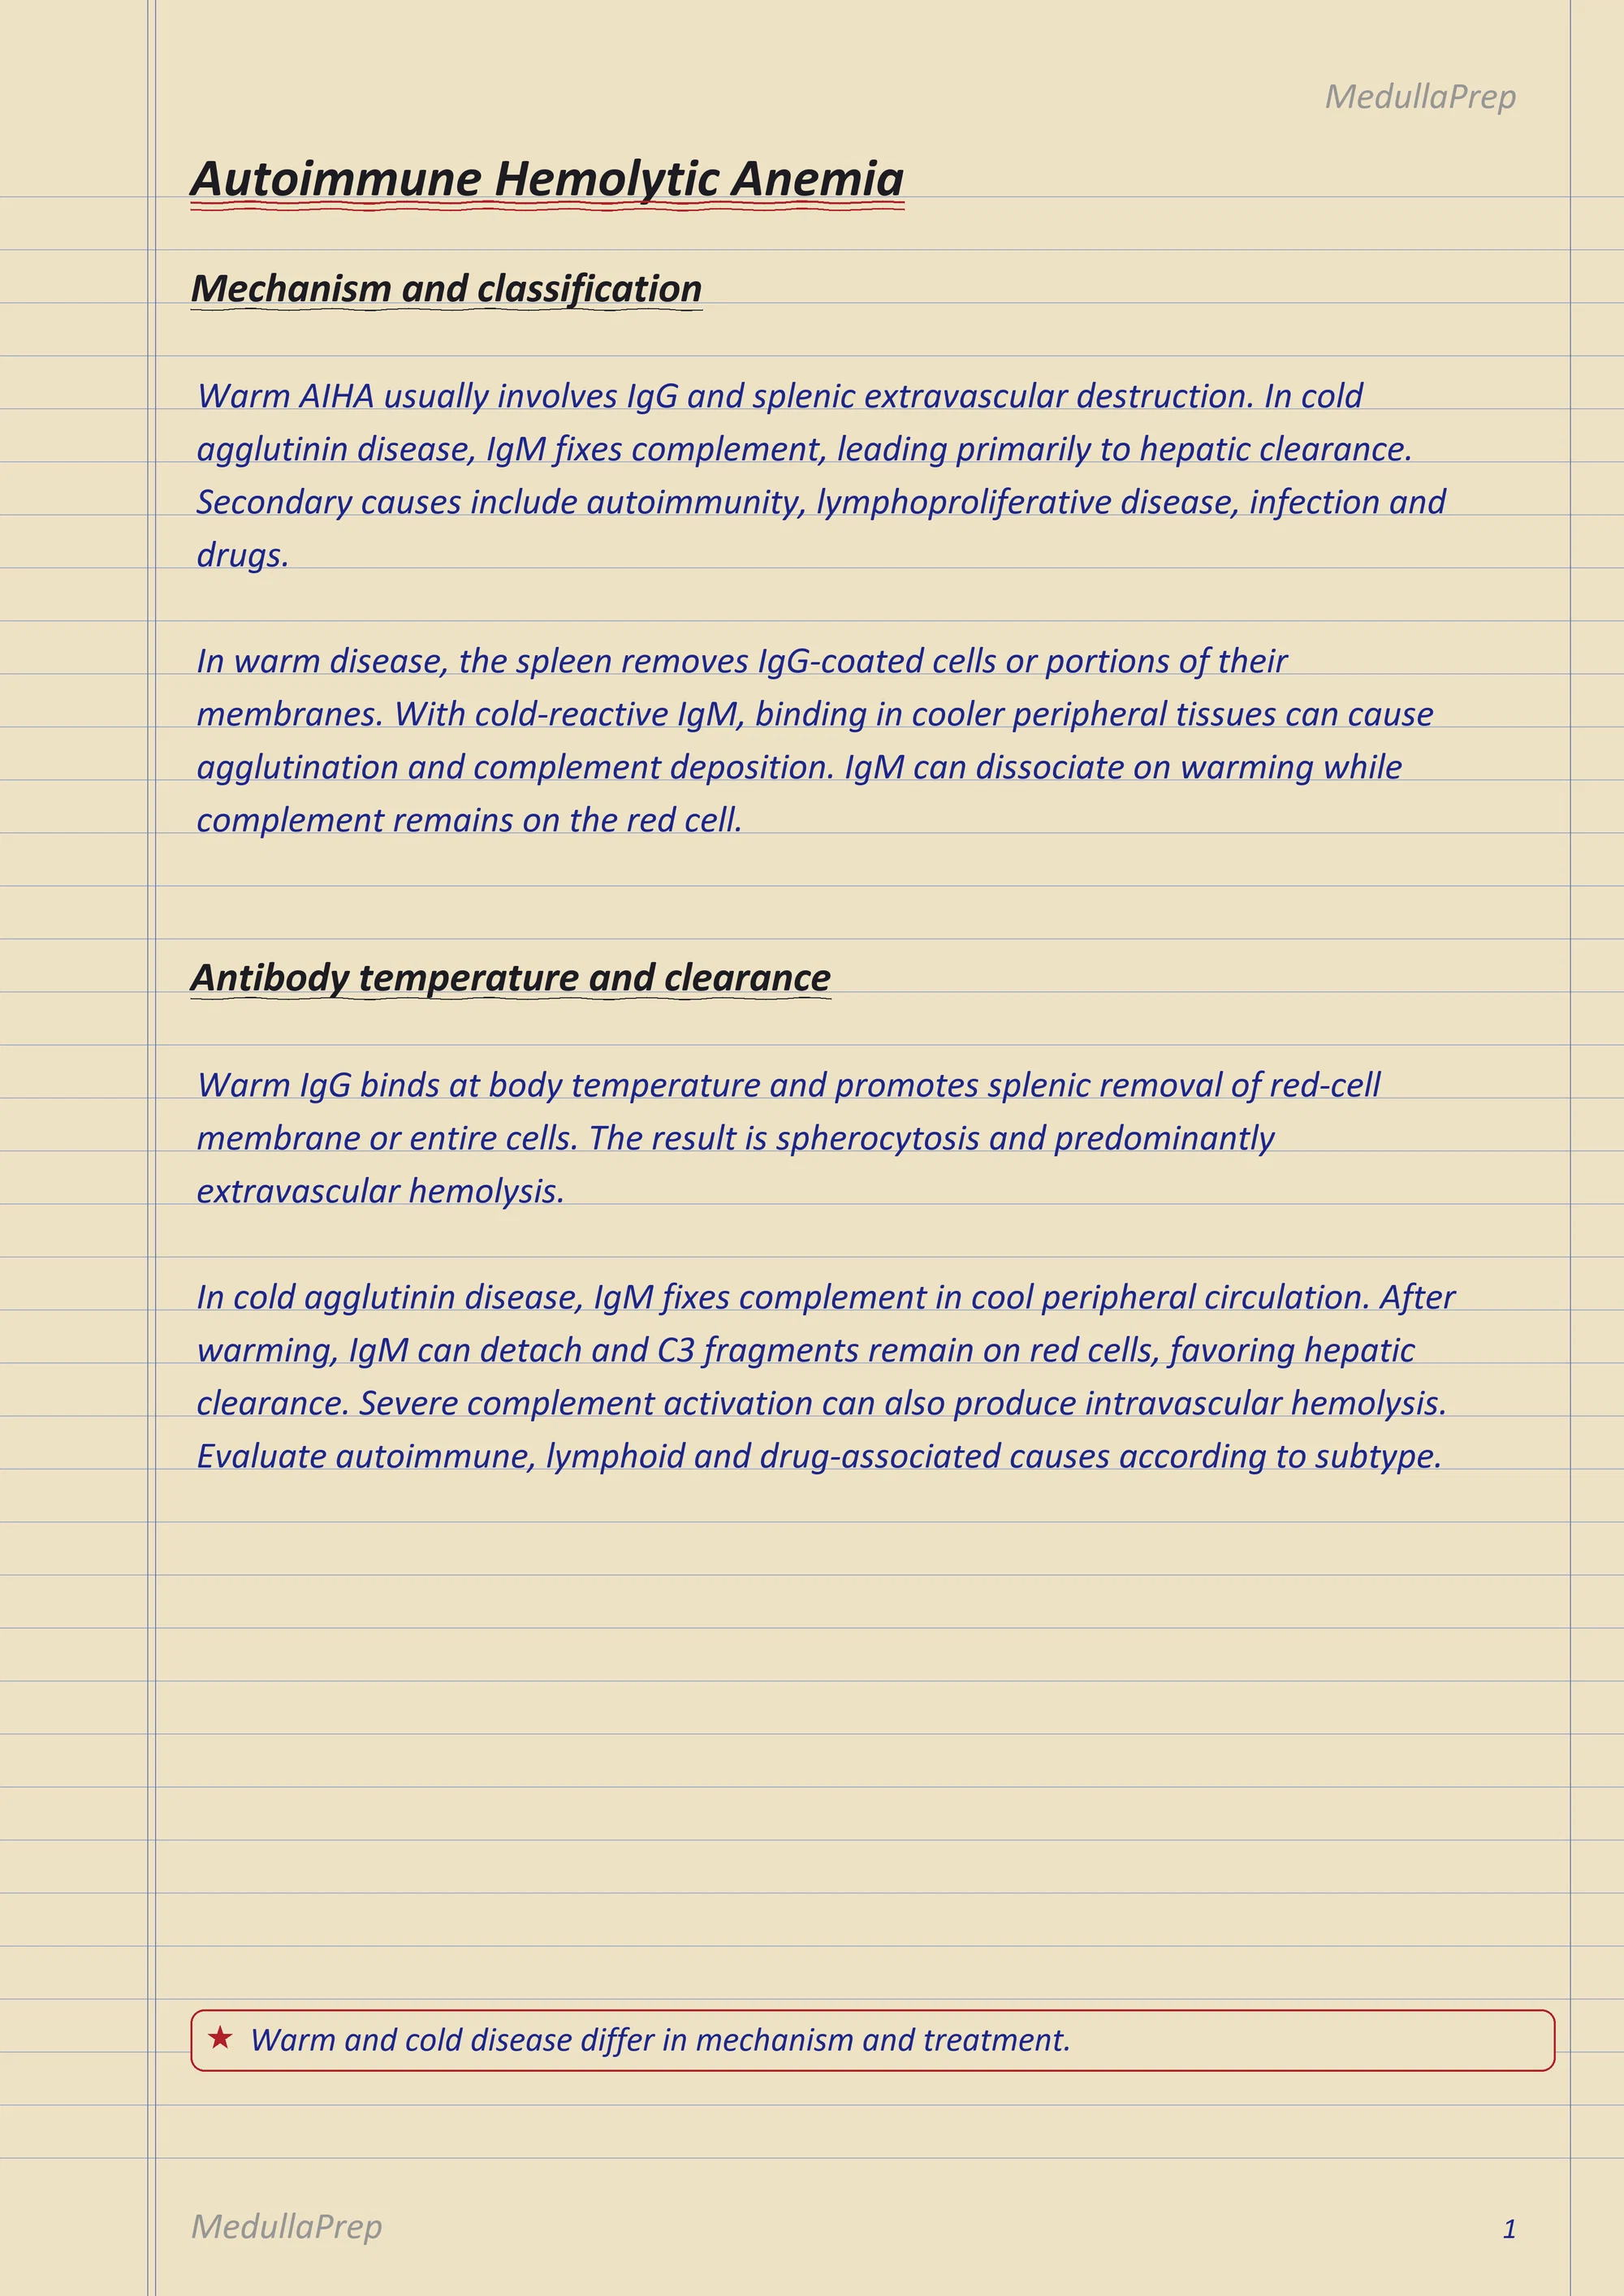 MedullaPrep
Autoimmune Hemolytic Anemia
Mechanism and classification
Warm AIHA usually involves IgG and splenic extravascular destruction. In cold
agglutinin disease, IgM fixes complement, leading primarily to hepatic clearance.
Secondary causes include autoimmunity, lymphoproliferative disease, infection and
drugs.
In warm disease, the spleen removes IgG-coated cells or portions of their
membranes. With cold-reactive IgM, binding in cooler peripheral tissues can cause
agglutination and complement deposition. IgM can dissociate on warming while
complement remains on the red cell.
Antibody temperature and clearance
Warm IgG binds at body temperature and promotes splenic removal of red-cell
membrane or entire cells. The result is spherocytosis and predominantly
extravascular hemolysis.
In cold agglutinin disease, IgM fixes complement in cool peripheral circulation. After
warming, IgM can detach and C3 fragments remain on red cells, favoring hepatic
clearance. Severe complement activation can also produce intravascular hemolysis.
Evaluate autoimmune, lymphoid and drug-associated causes according to subtype.
★ Warm and cold disease differ in mechanism and treatment.
MedullaPrep
1